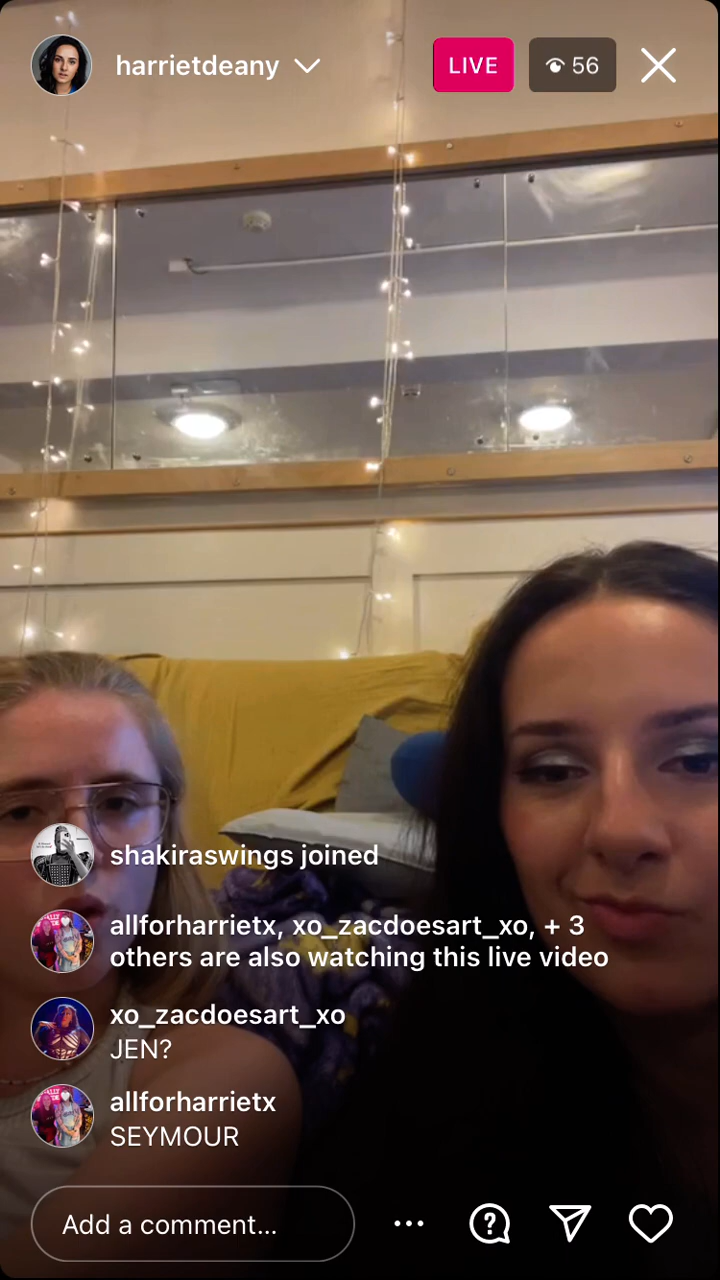 harrietdeany
LIVE
56
shakiraswings joined
allforharrietx, xo_zacdoesart_xo, + 3
others are also watching this live video
xo_zacdoesart_xo
JEN?
allforharrietx
SEYMOUR
Add a comment...